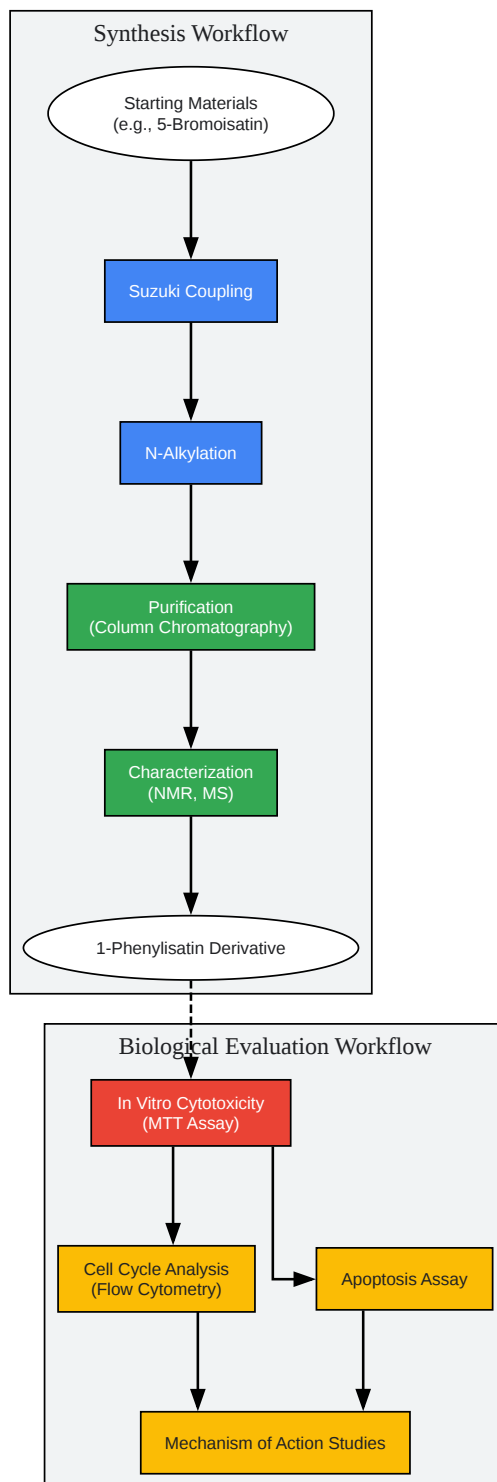 Synthesis Workflow
Starting Materials
(e.g., 5-Bromoisatin)
Suzuki Coupling
N-Alkylation
Purification
(Column Chromatography)
Characterization
(NMR, MS)
1-Phenylisatin Derivative
Biological Evaluation Workflow
In Vitro Cytotoxicity
(MTT Assay)
Cell Cycle Analysis
(Flow Cytometry)
Apoptosis Assay
Mechanism of Action Studies